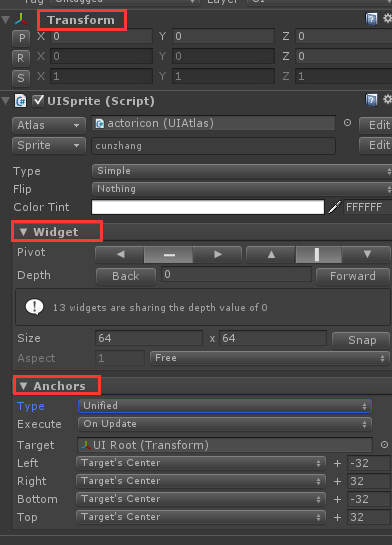 Tag Untagged Layer UI
Transform
P X 0 Y 0 Z 0
R X 0 Y 0 Z 0
S X 1 Y 1 Z 1
UISprite (Script)
Atlas actoricon (UIAtlas) Edit
Sprite cunzhang Edit
Type Simple
Flip Nothing
Color Tint FFFFFF
Widget
Pivot
Depth Back 0 Forward
13 widgets are sharing the depth value of 0
Size 64 x 64 Snap
Aspect 1 Free
Anchors
Type Unified
Execute On Update
Target UI Root (Transform)
Left Target's Center + -32
Right Target's Center + 32
Bottom Target's Center + -32
Top Target's Center + 32